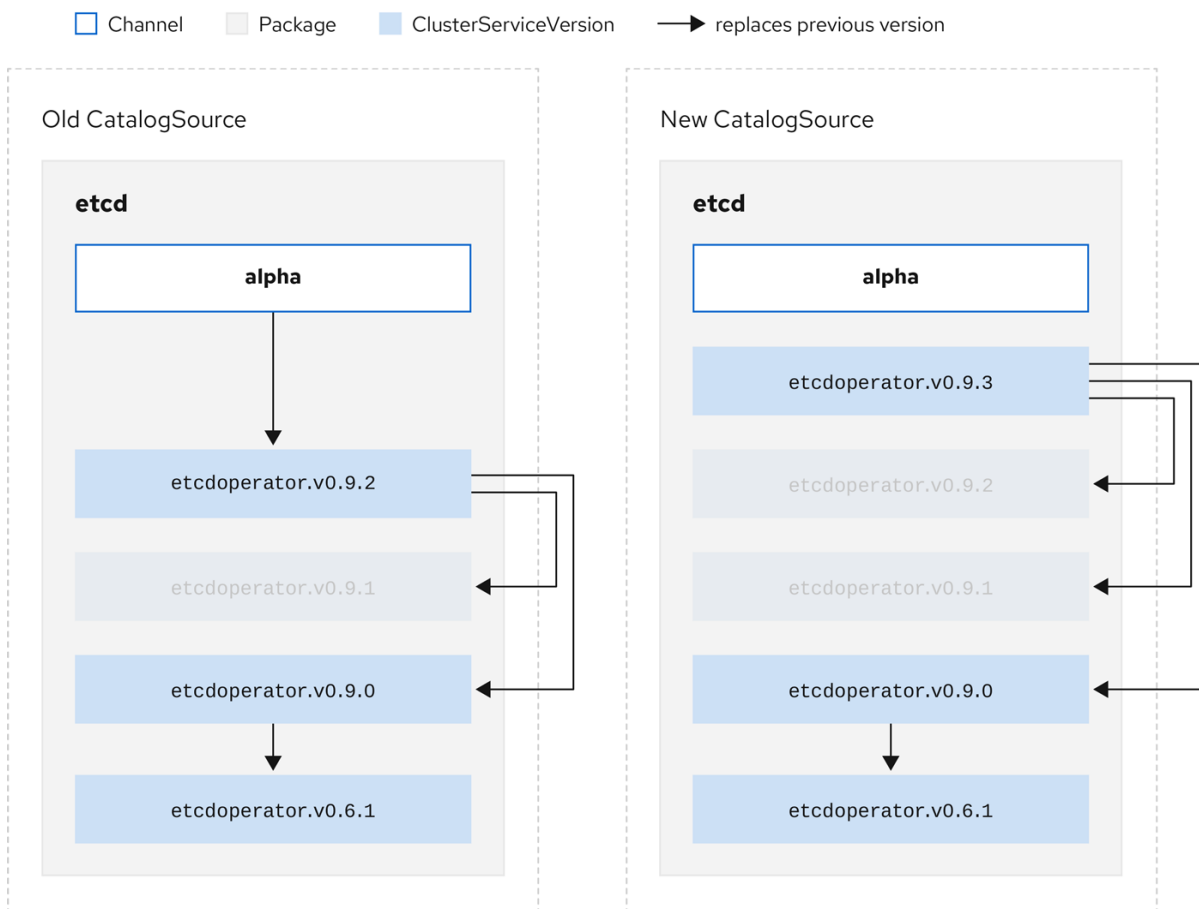 Channel Package ClusterServiceVersion replaces previous version
Old CatalogSource
etcd
alpha
etcdoperator.v0.9.2
etcdoperator.v0.9.1
etcdoperator.v0.9.0
etcdoperator.v0.6.1
New CatalogSource
etcd
alpha
etcdoperator.v0.9.3
etcdoperator.v0.9.2
etcdoperator.v0.9.1
etcdoperator.v0.9.0
etcdoperator.v0.6.1